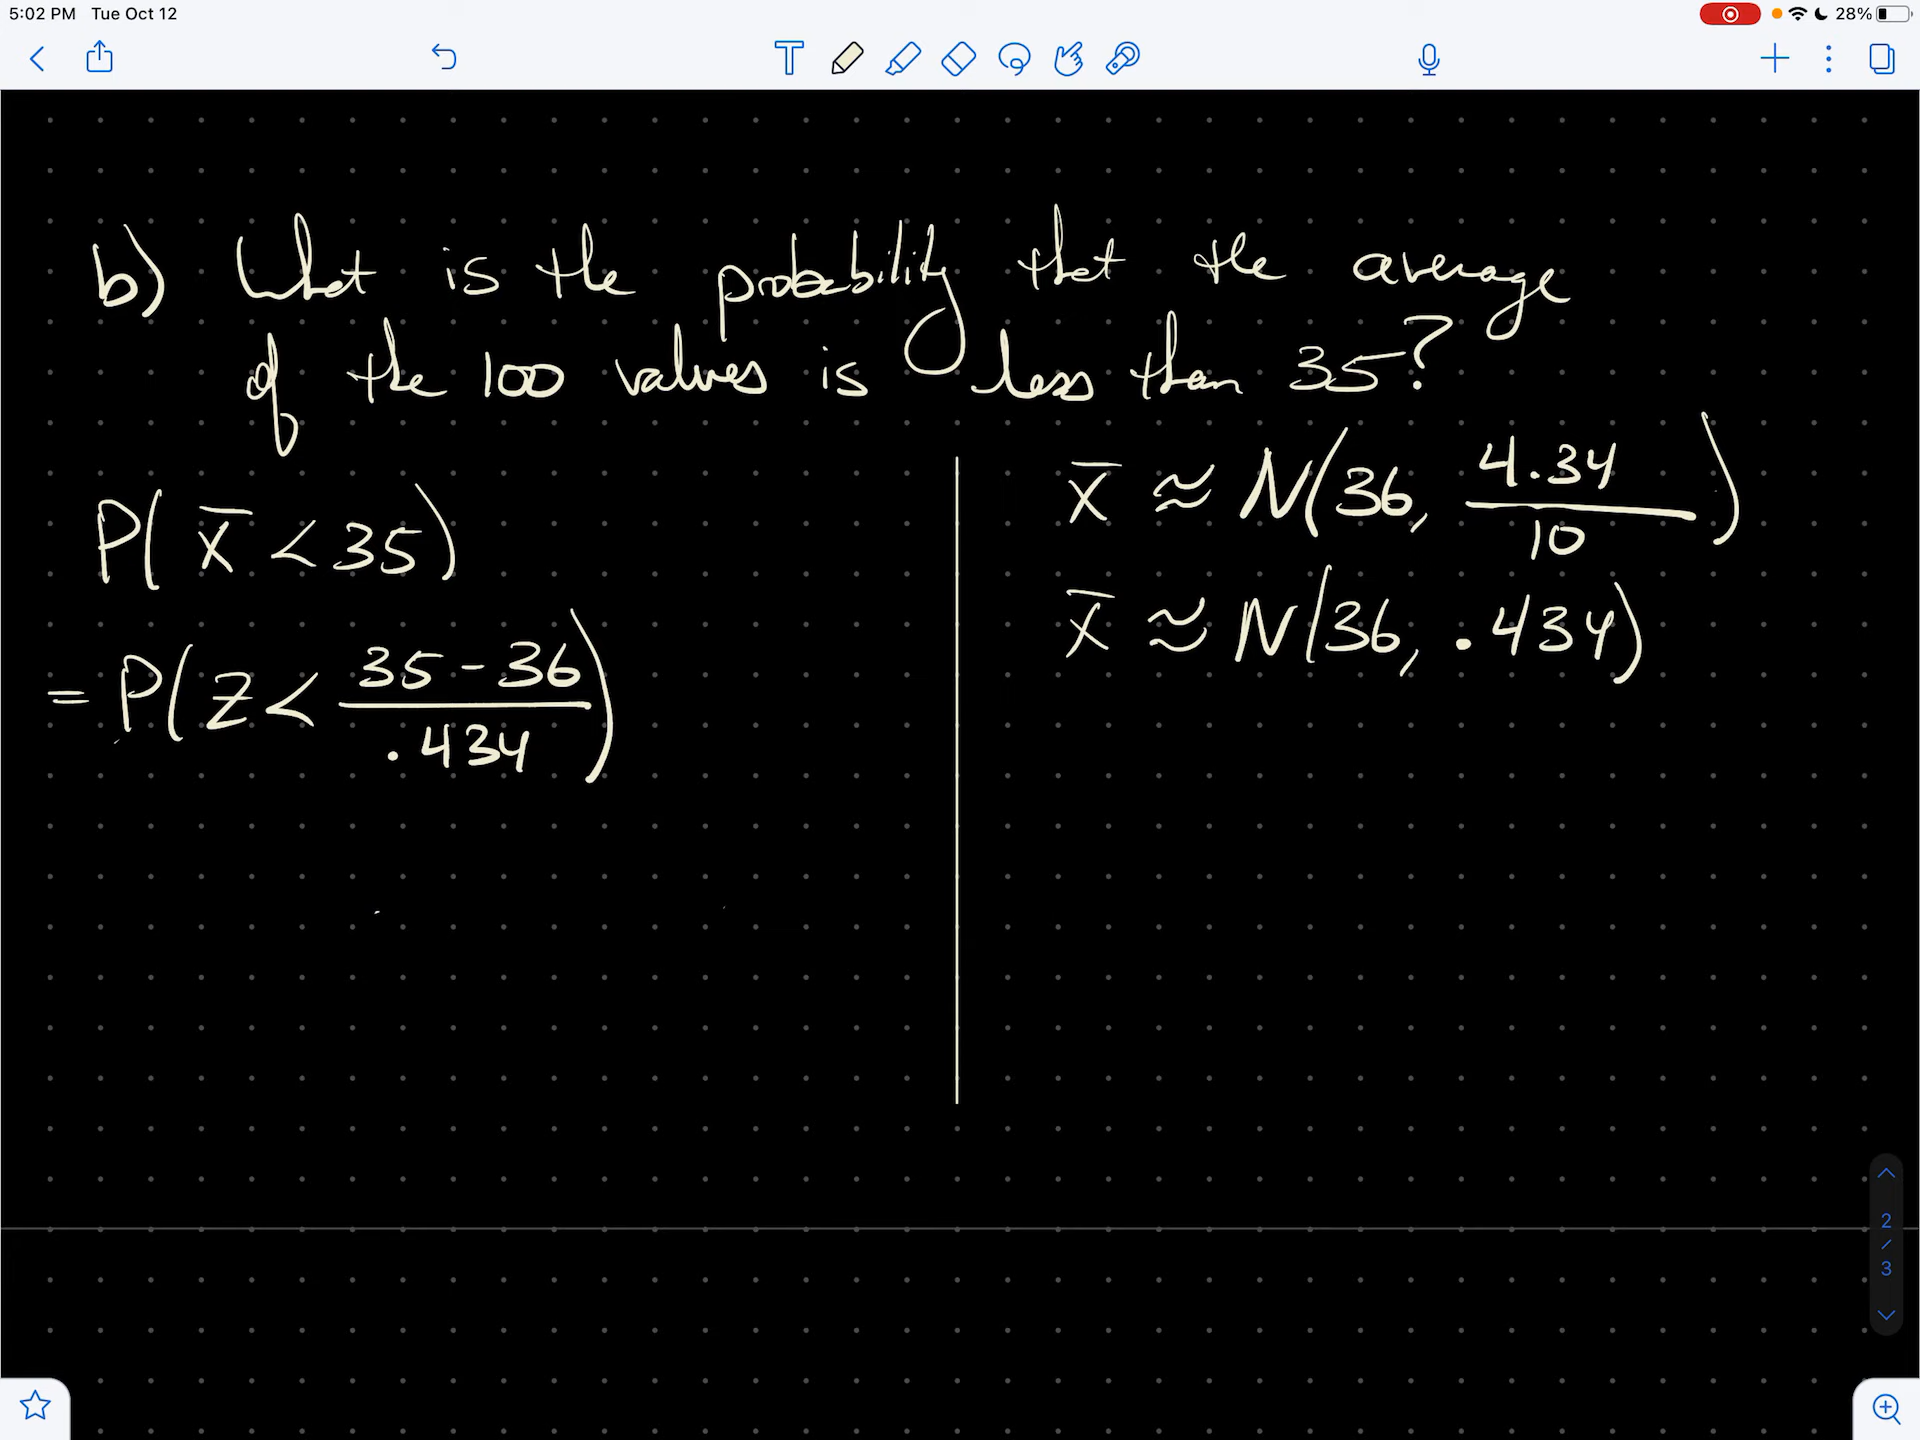 5:02 PM Tue Oct 12
28%
T
b) What is the probability that the average
of the 100 values is less than 35?
P( x̄ < 35)
= P( Z < (35 - 36)/.434 )
x̄ ≈ N(36, 4.34/10 )
x̄ ≈ N(36, .434)
2
/
3